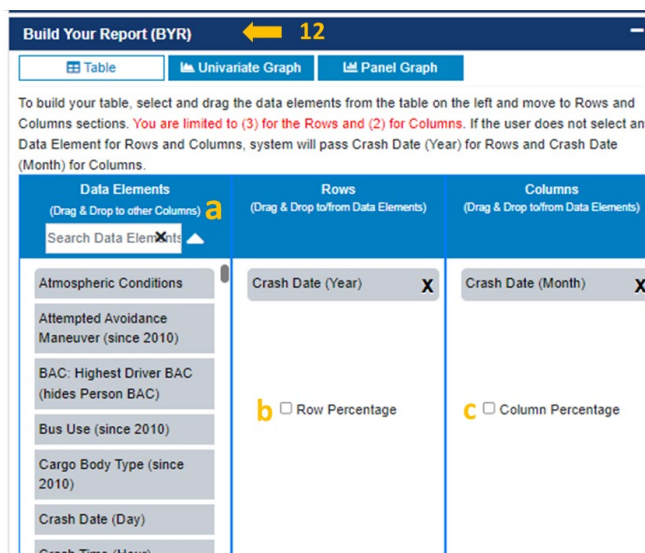 Build Your Report (BYR) 12
Table Univariate Graph Panel Graph
To build your table, select and drag the data elements from the table on the left and move to Rows and
Columns sections. You are limited to (3) for the Rows and (2) for Columns. If the user does not select an
Data Element for Rows and Columns, system will pass Crash Date (Year) for Rows and Crash Date
(Month) for Columns.
Data Elements
(Drag & Drop to other Columns) a
Search Data Elements X
Rows
(Drag & Drop to/from Data Elements)
Columns
(Drag & Drop to/from Data Elements)
Atmospheric Conditions
Attempted Avoidance
Maneuver (since 2010)
BAC: Highest Driver BAC
(hides Person BAC)
Bus Use (since 2010)
Cargo Body Type (since
2010)
Crash Date (Day)
Crash Time (Hour)
Crash Date (Year) X
b Row Percentage
Crash Date (Month) X
c Column Percentage